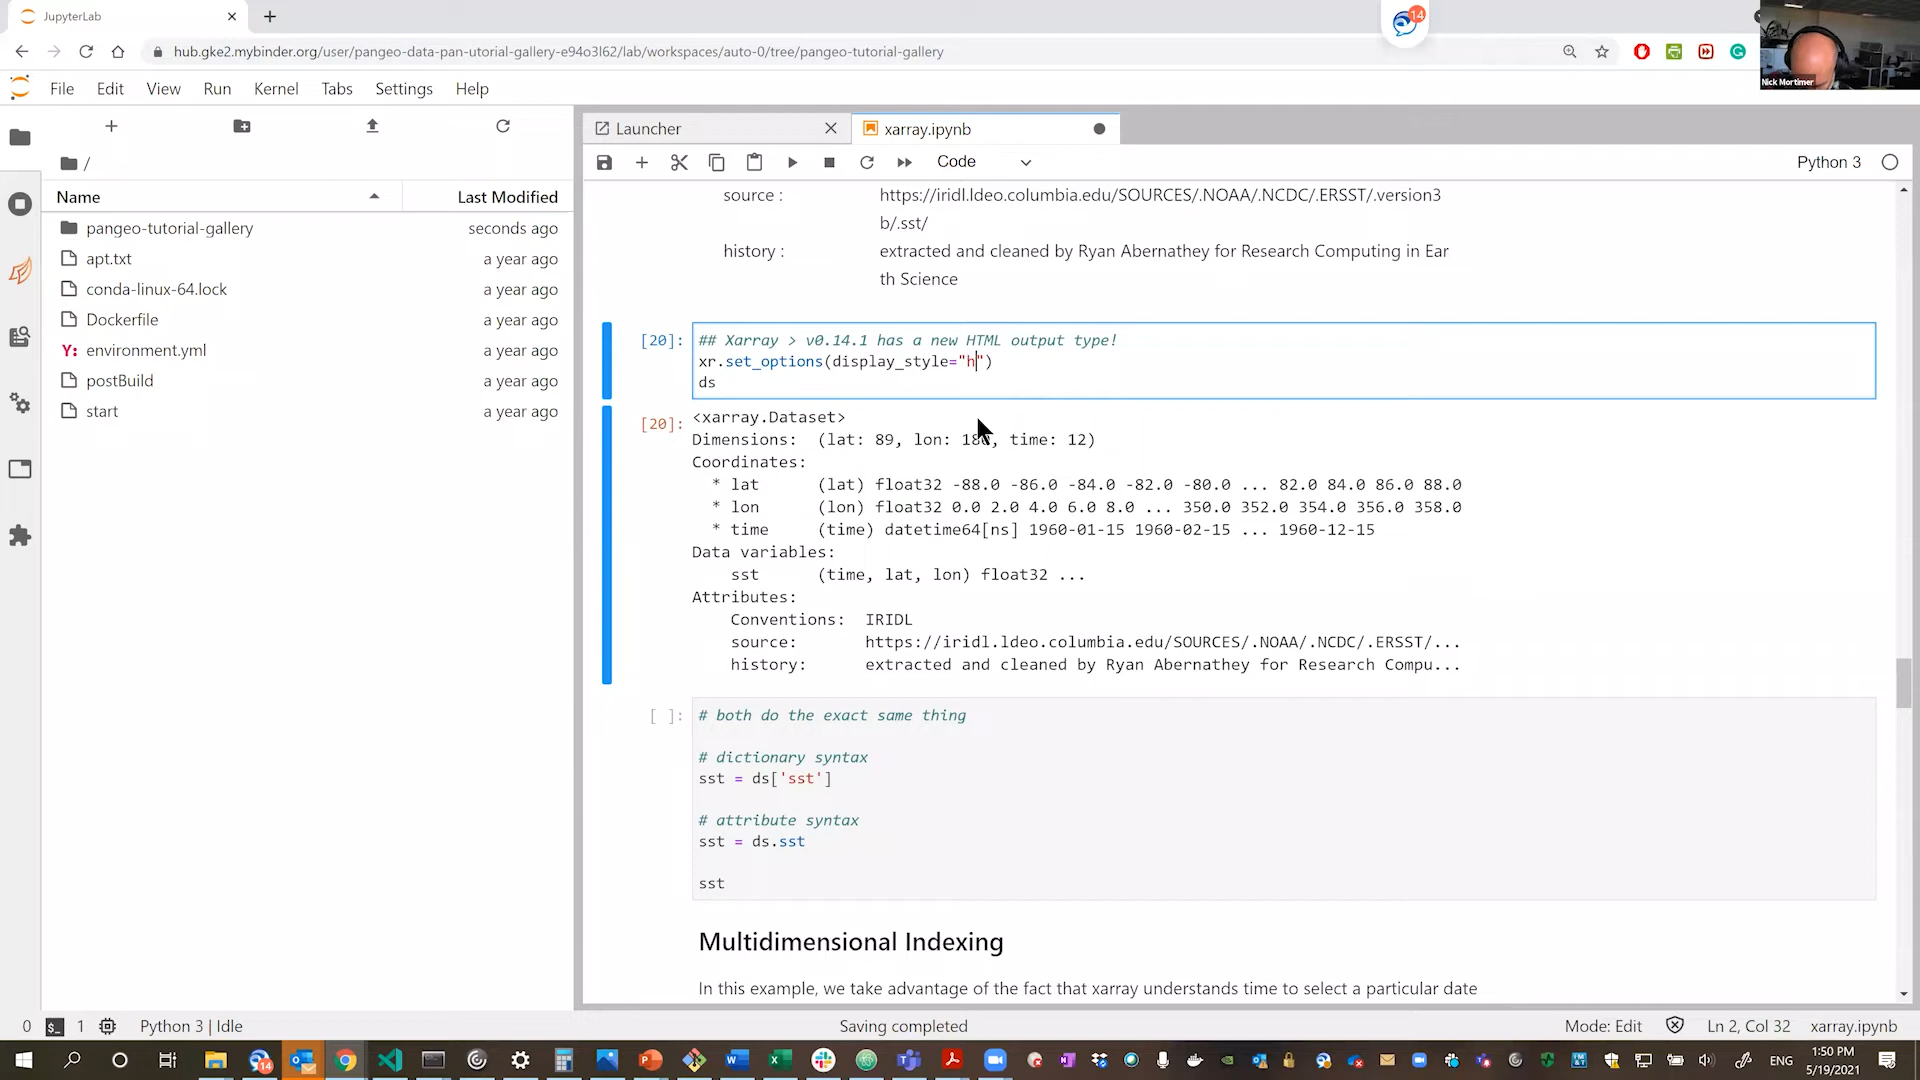 JupyterLab
14
hub.gke2.mybinder.org/user/pangeo-data-pan-utorial-gallery-e94o3l62/lab/workspaces/auto-0/tree/pangeo-tutorial-gallery
Nick Mortimer
File Edit View Run Kernel Tabs Settings Help
Launcher
xarray.ipynb
/
Code
Python 3
Name
Last Modified
pangeo-tutorial-gallery seconds ago
apt.txt a year ago
conda-linux-64.lock a year ago
Dockerfile a year ago
Y: environment.yml a year ago
postBuild a year ago
start a year ago
source : https://iridl.ldeo.columbia.edu/SOURCES/.NOAA/.NCDC/.ERSST/.version3
b/.sst/
history : extracted and cleaned by Ryan Abernathey for Research Computing in Ear
th Science
[20]: ## Xarray > v0.14.1 has a new HTML output type!
xr.set_options(display_style="h")
ds
[20]: <xarray.Dataset>
Dimensions: (lat: 89, lon: 180, time: 12)
Coordinates:
* lat (lat) float32 -88.0 -86.0 -84.0 -82.0 -80.0 ... 82.0 84.0 86.0 88.0
* lon (lon) float32 0.0 2.0 4.0 6.0 8.0 ... 350.0 352.0 354.0 356.0 358.0
* time (time) datetime64[ns] 1960-01-15 1960-02-15 ... 1960-12-15
Data variables:
sst (time, lat, lon) float32 ...
Attributes:
Conventions: IRIDL
source: https://iridl.ldeo.columbia.edu/SOURCES/.NOAA/.NCDC/.ERSST/...
history: extracted and cleaned by Ryan Abernathey for Research Compu...
[ ]: # both do the exact same thing
# dictionary syntax
sst = ds['sst']
# attribute syntax
sst = ds.sst
sst
Multidimensional Indexing
In this example, we take advantage of the fact that xarray understands time to select a particular date
0 $_ 1 Python 3 | Idle
Saving completed
Mode: Edit Ln 2, Col 32 xarray.ipynb
14
ENG
1:50 PM
5/19/2021